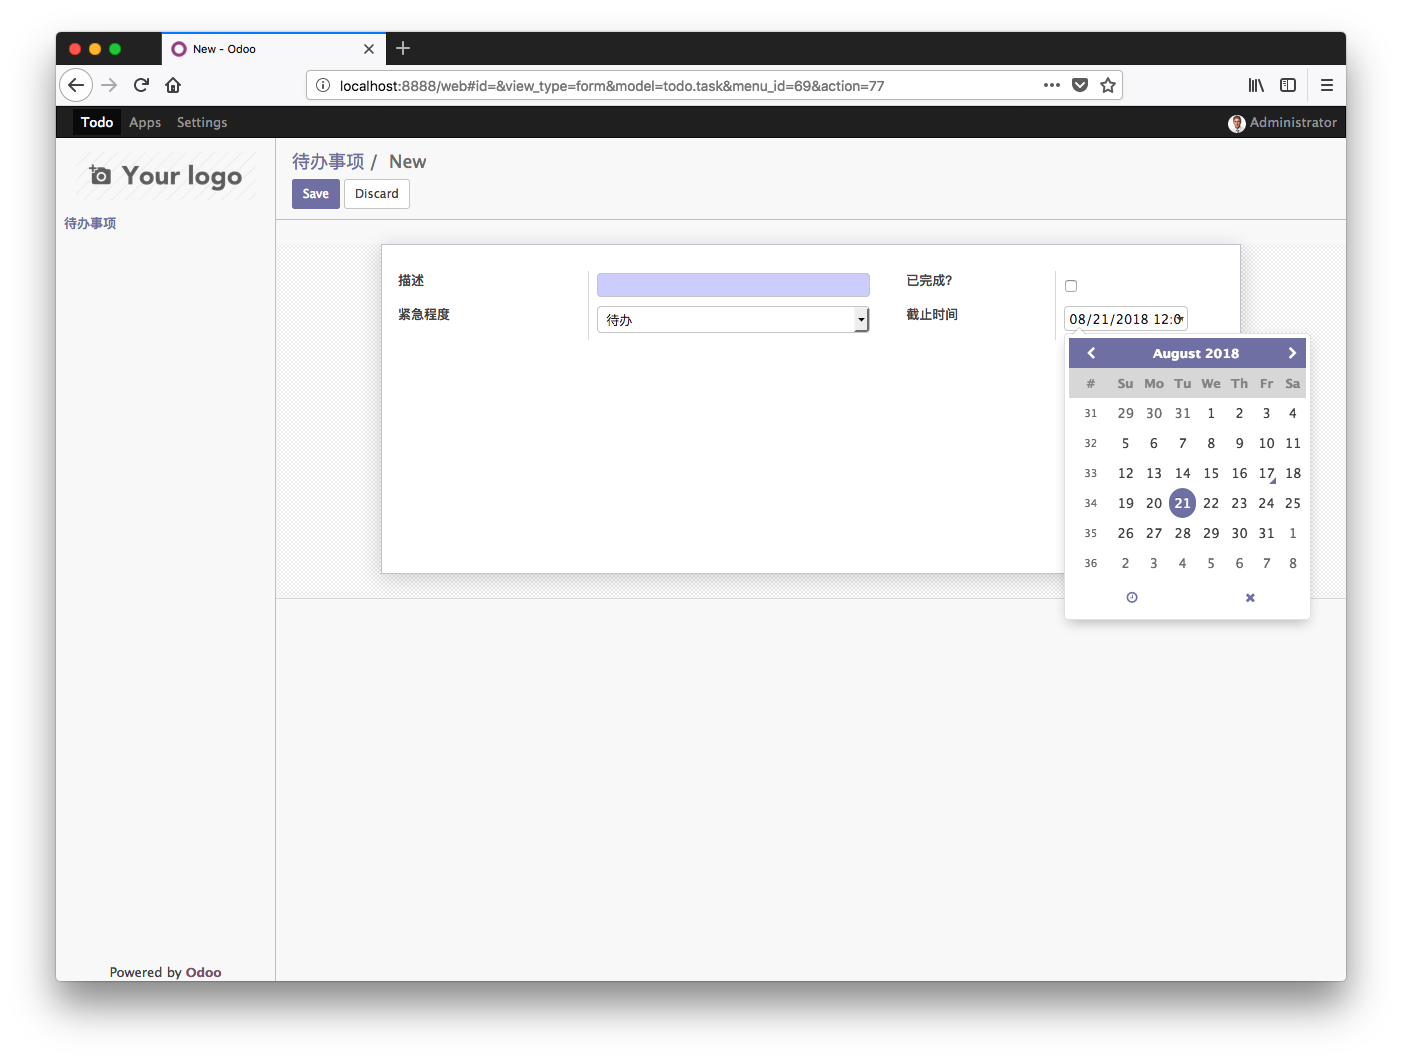 New - Odoo
localhost:8888/web#id=&view_type=form&model=todo.task&menu_id=69&action=77
Todo Apps Settings Administrator
Your logo
待办事项
待办事项 / New
Save Discard
描述
已完成?
紧急程度 待办
截止时间 08/21/2018 12:0
August 2018
# Su Mo Tu We Th Fr Sa
31 29 30 31 1 2 3 4
32 5 6 7 8 9 10 11
33 12 13 14 15 16 17 18
34 19 20 21 22 23 24 25
35 26 27 28 29 30 31 1
36 2 3 4 5 6 7 8
Powered by Odoo